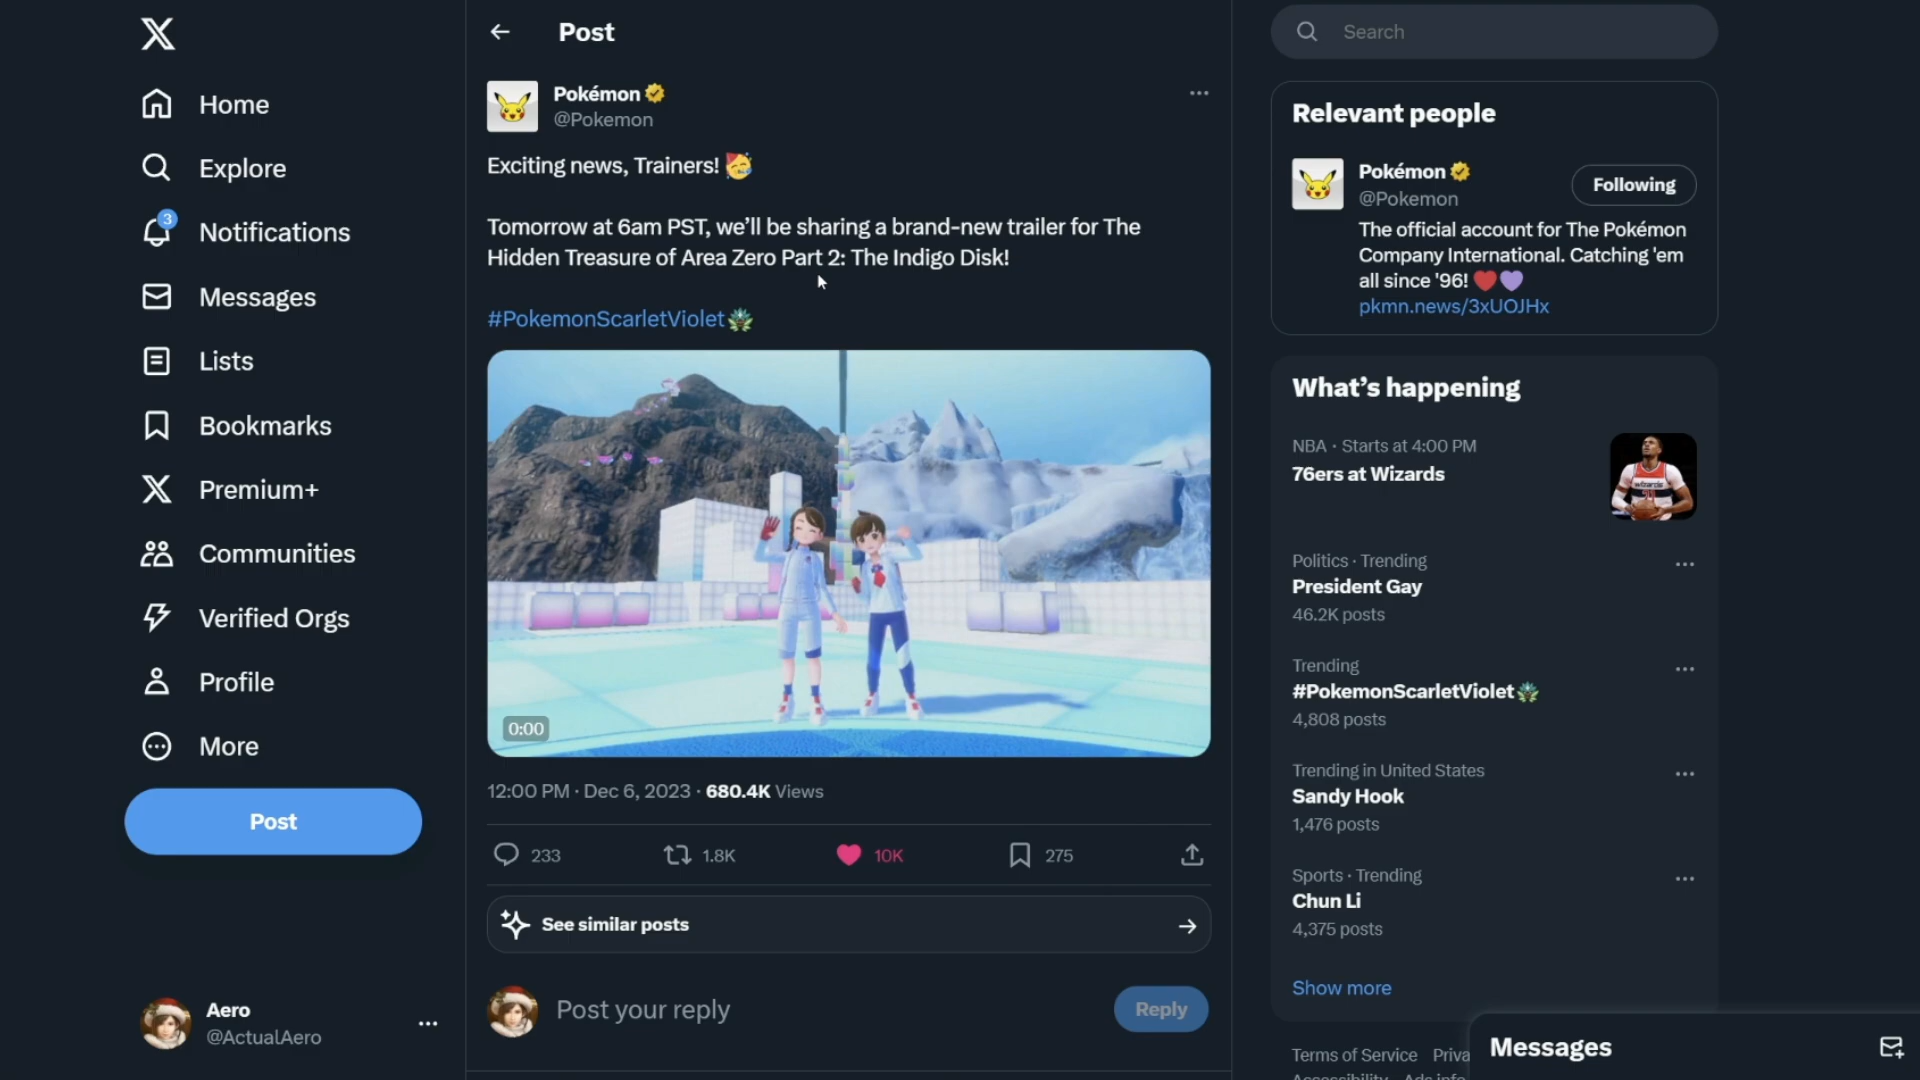 Home
Explore
3
Notifications
Messages
Lists
Bookmarks
Premium+
Communities
Verified Orgs
Profile
More
Post
Aero
@ActualAero
Post
Pokémon
@Pokemon
Exciting news, Trainers! 🥳
Tomorrow at 6am PST, we’ll be sharing a brand-new trailer for The
Hidden Treasure of Area Zero Part 2: The Indigo Disk!
#PokemonScarletViolet
0:00
12:00 PM · Dec 6, 2023 · 680.4K Views
233
1.8K
10K
275
See similar posts
Post your reply
Reply
Search
Relevant people
Pokémon
@Pokemon
Following
The official account for The Pokémon
Company International. Catching 'em
all since '96! ❤️💜
pkmn.news/3xUOJHx
What’s happening
NBA · Starts at 4:00 PM
76ers at Wizards
Politics · Trending
President Gay
46.2K posts
Trending
#PokemonScarletViolet
4,808 posts
Trending in United States
Sandy Hook
1,476 posts
Sports · Trending
Chun Li
4,375 posts
Show more
Terms of Service Priva
Messages